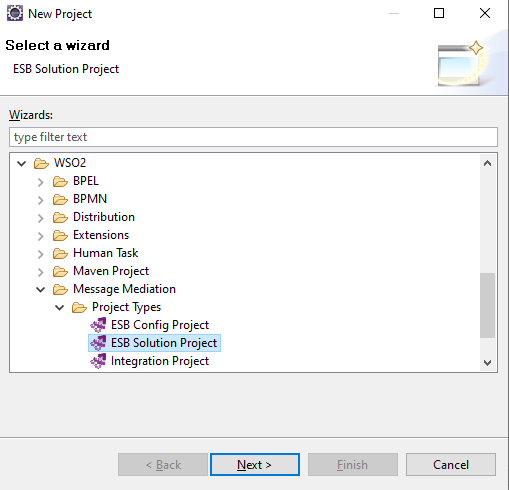 New Project
Select a wizard
ESB Solution Project
Wizards:
type filter text
WSO2
BPEL
BPMN
Distribution
Extensions
Human Task
Maven Project
Message Mediation
Project Types
ESB Config Project
ESB Solution Project
Integration Project
< Back Next > Finish Cancel